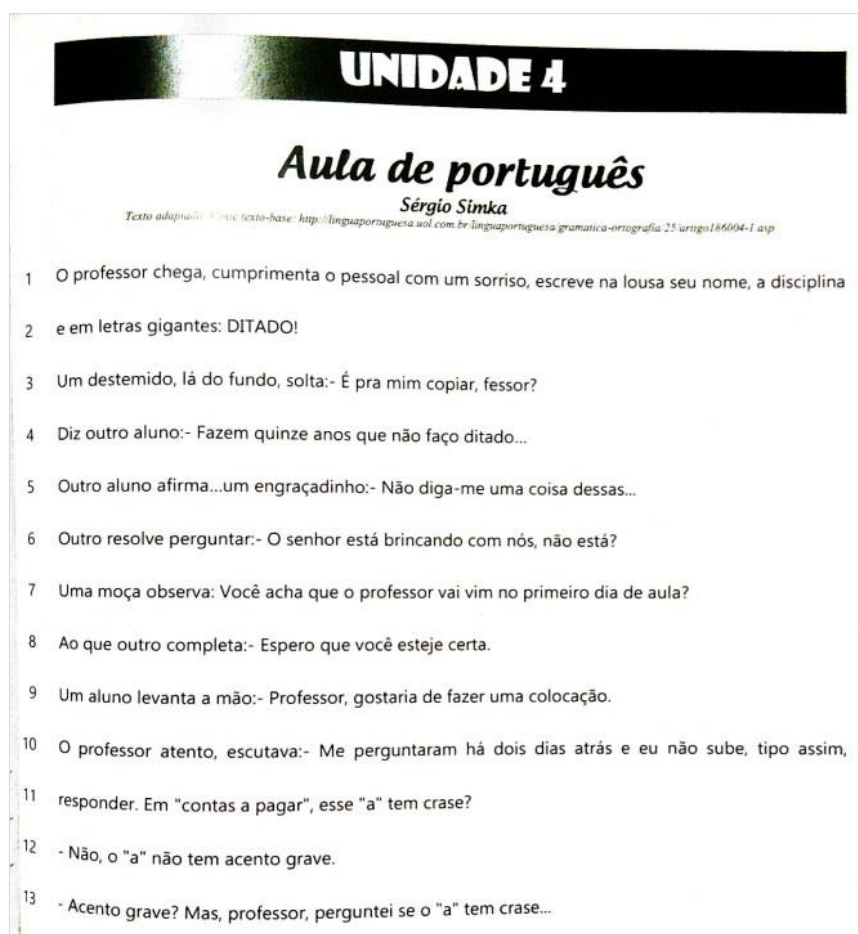 UNIDADE 4
Aula de português
Sérgio Simka
Texto adaptado texto-base: http://linguaportuguesa.uol.com.br/linguaportuguesa/gramatica-ortografia/25/artigo186004-1.asp
1 O professor chega, cumprimenta o pessoal com um sorriso, escreve na lousa seu nome, a disciplina
2 e em letras gigantes: DITADO!
3 Um destemido, lá do fundo, solta:- É pra mim copiar, fessor?
4 Diz outro aluno:- Fazem quinze anos que não faço ditado...
5 Outro aluno afirma...um engraçadinho:- Não diga-me uma coisa dessas...
6 Outro resolve perguntar:- O senhor está brincando com nós, não está?
7 Uma moça observa: Você acha que o professor vai vim no primeiro dia de aula?
8 Ao que outro completa:- Espero que você esteje certa.
9 Um aluno levanta a mão:- Professor, gostaria de fazer uma colocação.
10 O professor atento, escutava:- Me perguntaram há dois dias atrás e eu não sube, tipo assim,
11 responder. Em "contas a pagar", esse "a" tem crase?
12 - Não, o "a" não tem acento grave.
13 - Acento grave? Mas, professor, perguntei se o "a" tem crase...